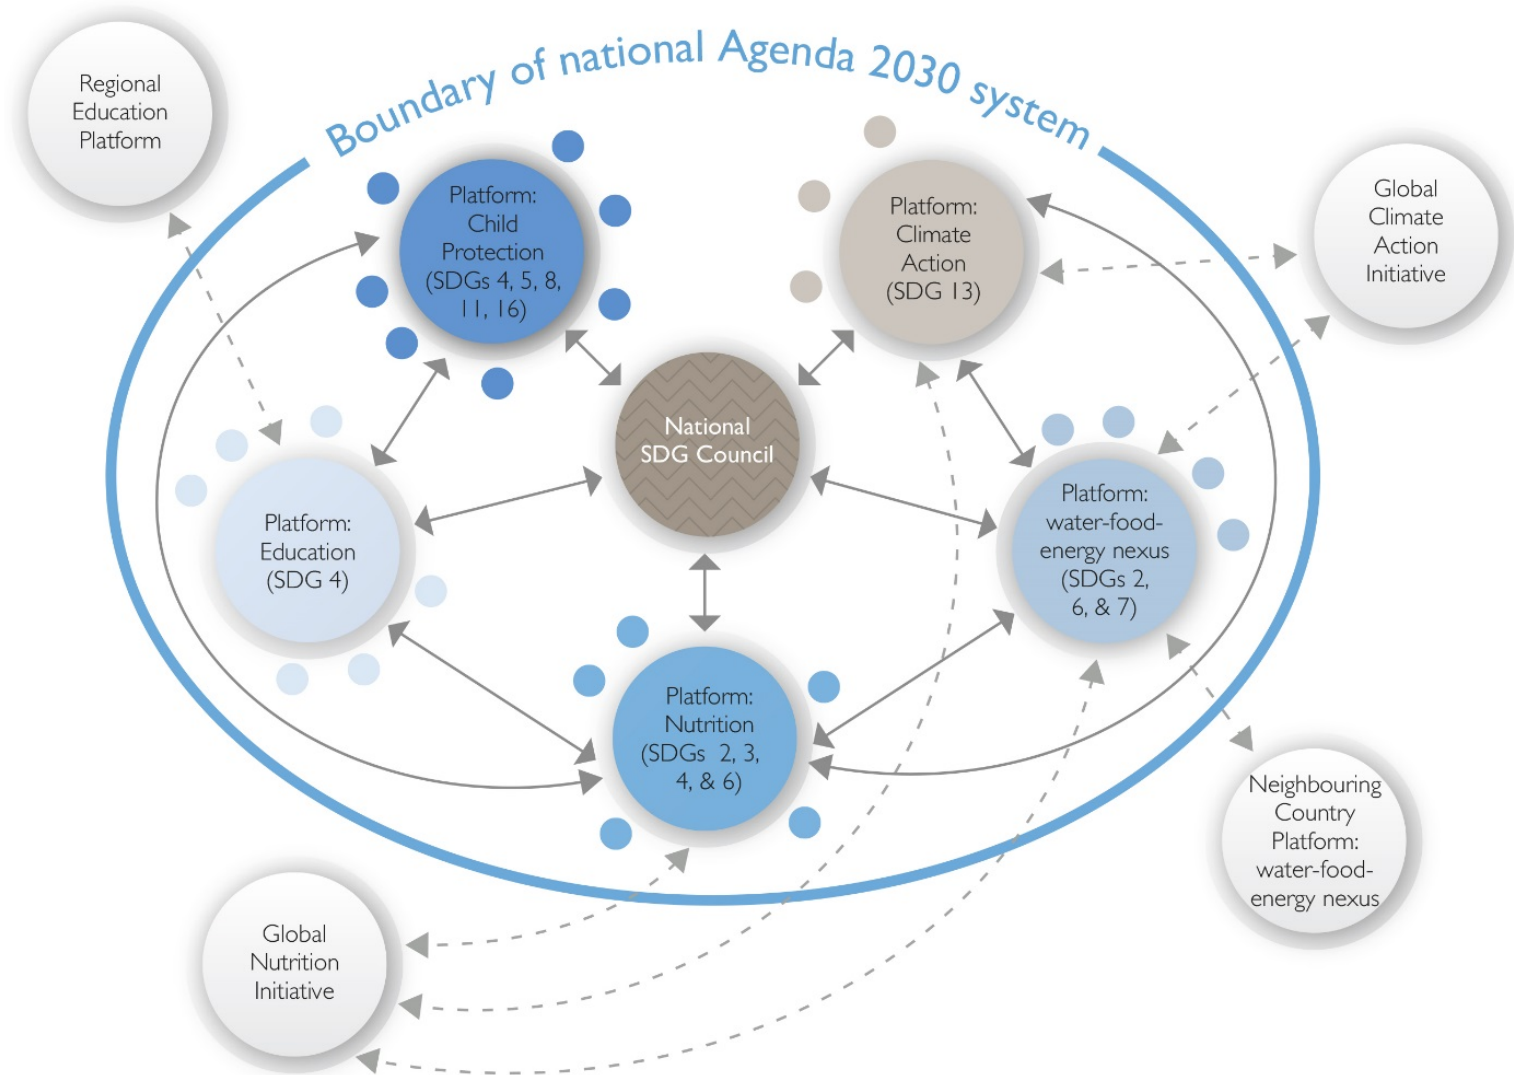 Boundary of national Agenda 2030 system
Regional
Education
Platform
Platform:
Child
Protection
(SDGs 4, 5, 8,
11, 16)
Platform:
Climate
Action
(SDG 13)
Global
Climate
Action
Initiative
National
SDG Council
Platform:
Education
(SDG 4)
Platform:
water-food-
energy nexus
(SDGs 2,
6, & 7)
Platform:
Nutrition
(SDGs 2, 3,
4, & 6)
Neighbouring
Country
Platform:
water-food-
energy nexus
Global
Nutrition
Initiative